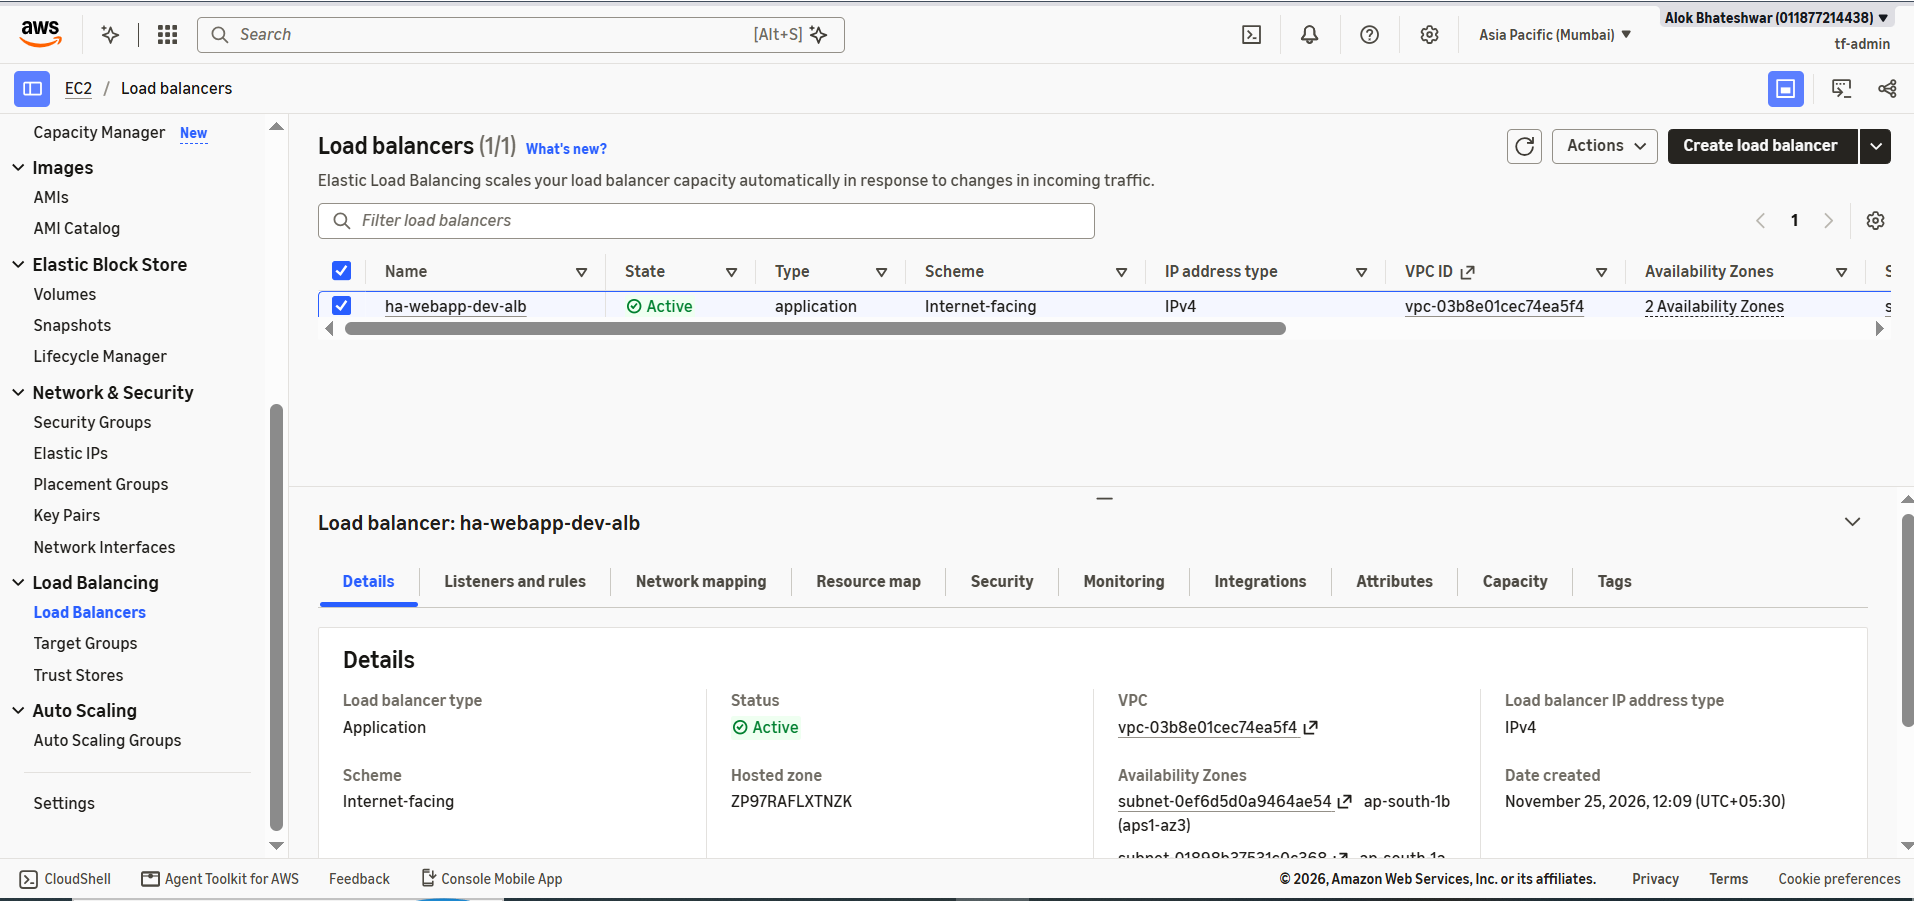 aws
Search
[Alt+S]
Asia Pacific (Mumbai)
Alok Bhateshwar (011877214438)
tf-admin
EC2 / Load balancers
Capacity Manager New
Images
AMIs
AMI Catalog
Elastic Block Store
Volumes
Snapshots
Lifecycle Manager
Network & Security
Security Groups
Elastic IPs
Placement Groups
Key Pairs
Network Interfaces
Load Balancing
Load Balancers
Target Groups
Trust Stores
Auto Scaling
Auto Scaling Groups
Settings
Load balancers (1/1) What's new?
Actions
Create load balancer
Elastic Load Balancing scales your load balancer capacity automatically in response to changes in incoming traffic.
Filter load balancers
1
Name State Type Scheme IP address type VPC ID Availability Zones
ha-webapp-dev-alb Active application Internet-facing IPv4 vpc-03b8e01cec74ea5f4 2 Availability Zones
Load balancer: ha-webapp-dev-alb
Details Listeners and rules Network mapping Resource map Security Monitoring Integrations Attributes Capacity Tags
Details
Load balancer type
Application
Status
Active
VPC
vpc-03b8e01cec74ea5f4
Load balancer IP address type
IPv4
Scheme
Internet-facing
Hosted zone
ZP97RAFLXTNZK
Availability Zones
subnet-0ef6d5d0a9464ae54 ap-south-1b
(aps1-az3)
Date created
November 25, 2026, 12:09 (UTC+05:30)
CloudShell Agent Toolkit for AWS Feedback Console Mobile App
© 2026, Amazon Web Services, Inc. or its affiliates. Privacy Terms Cookie preferences